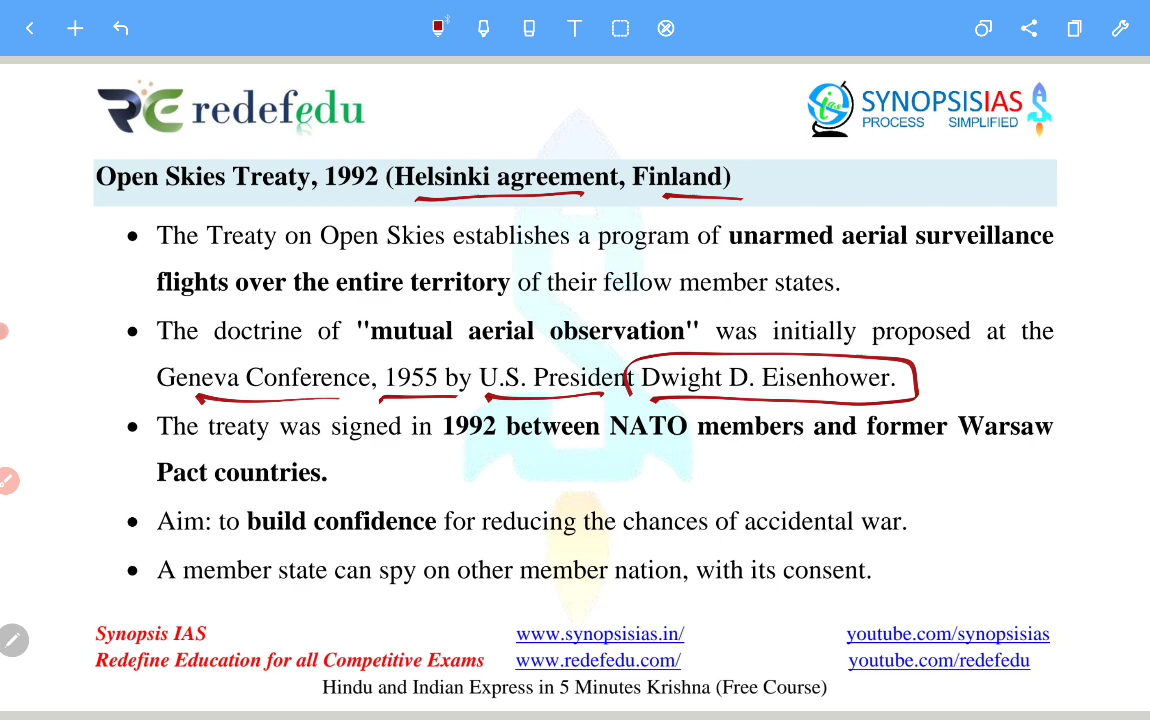 redefedu
SYNOPSISIAS
PROCESS SIMPLIFIED
Open Skies Treaty, 1992 (Helsinki agreement, Finland)
• The Treaty on Open Skies establishes a program of unarmed aerial surveillance
flights over the entire territory of their fellow member states.
• The doctrine of "mutual aerial observation" was initially proposed at the
Geneva Conference, 1955 by U.S. President Dwight D. Eisenhower.
• The treaty was signed in 1992 between NATO members and former Warsaw
Pact countries.
• Aim: to build confidence for reducing the chances of accidental war.
• A member state can spy on other member nation, with its consent.
Synopsis IAS www.synopsisias.in/ youtube.com/synopsisias
Redefine Education for all Competitive Exams www.redefedu.com/ youtube.com/redefedu
Hindu and Indian Express in 5 Minutes Krishna (Free Course)